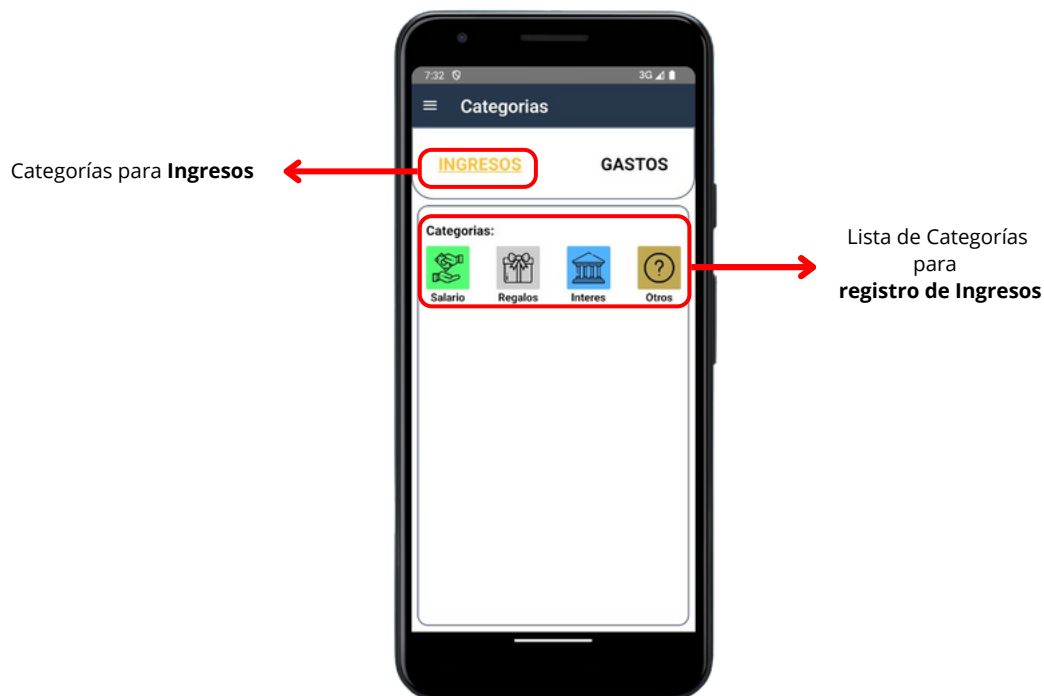 7:32
3G
Categorias
INGRESOS
GASTOS
Categorías para Ingresos
Categorias:
Salario
Regalos
Interes
Otros
Lista de Categorías
para
registro de Ingresos